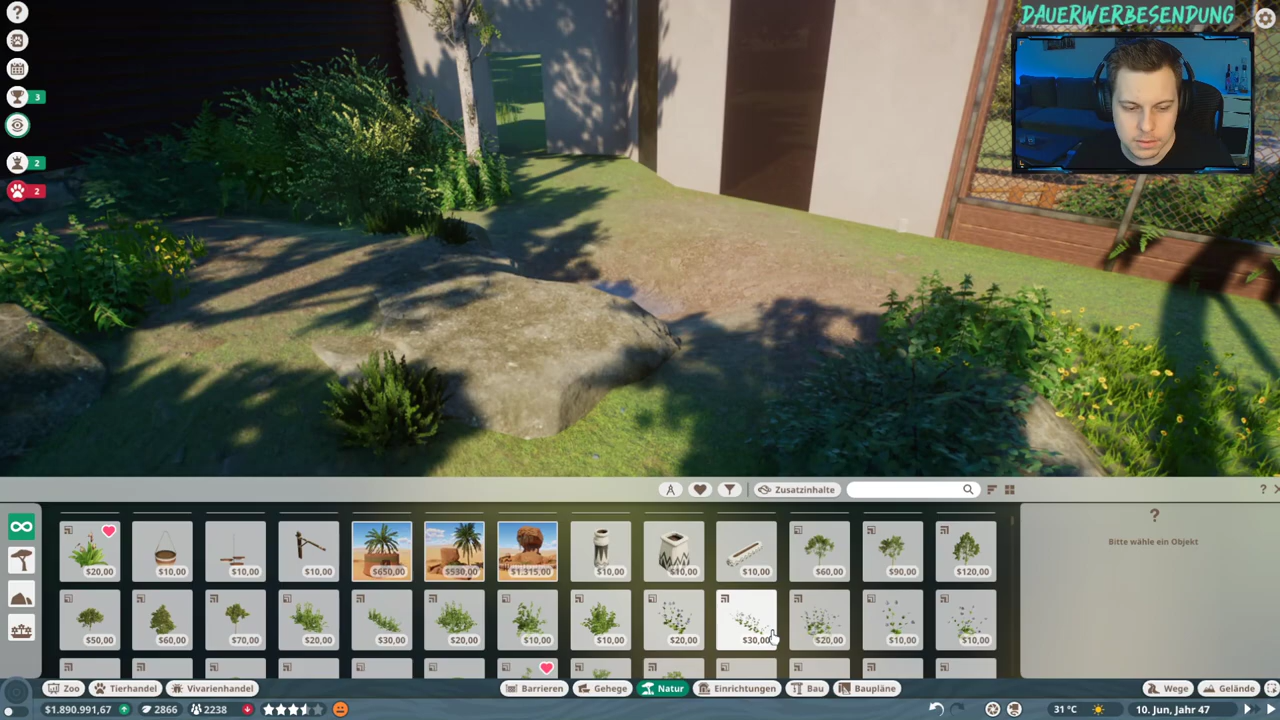 DAUERWERBESENDUNG
?
3
2
2
Zusatzinhalte
?
$20,00 $10,00 $10,00 $10,00 $650,00 $530,00 $1.315,00 $10,00 $10,00 $10,00 $60,00 $90,00 $120,00
?
Bitte wähle ein Objekt
$50,00 $60,00 $70,00 $20,00 $30,00 $20,00 $10,00 $10,00 $20,00 $30,00 $20,00 $10,00 $10,00
Zoo Tierhandel Vivarienhandel Barrieren Gehege Natur Einrichtungen Bau Baupläne Wege Gelände
$1.890.991,67 2866 2238 31 °C 10. Jun, Jahr 47